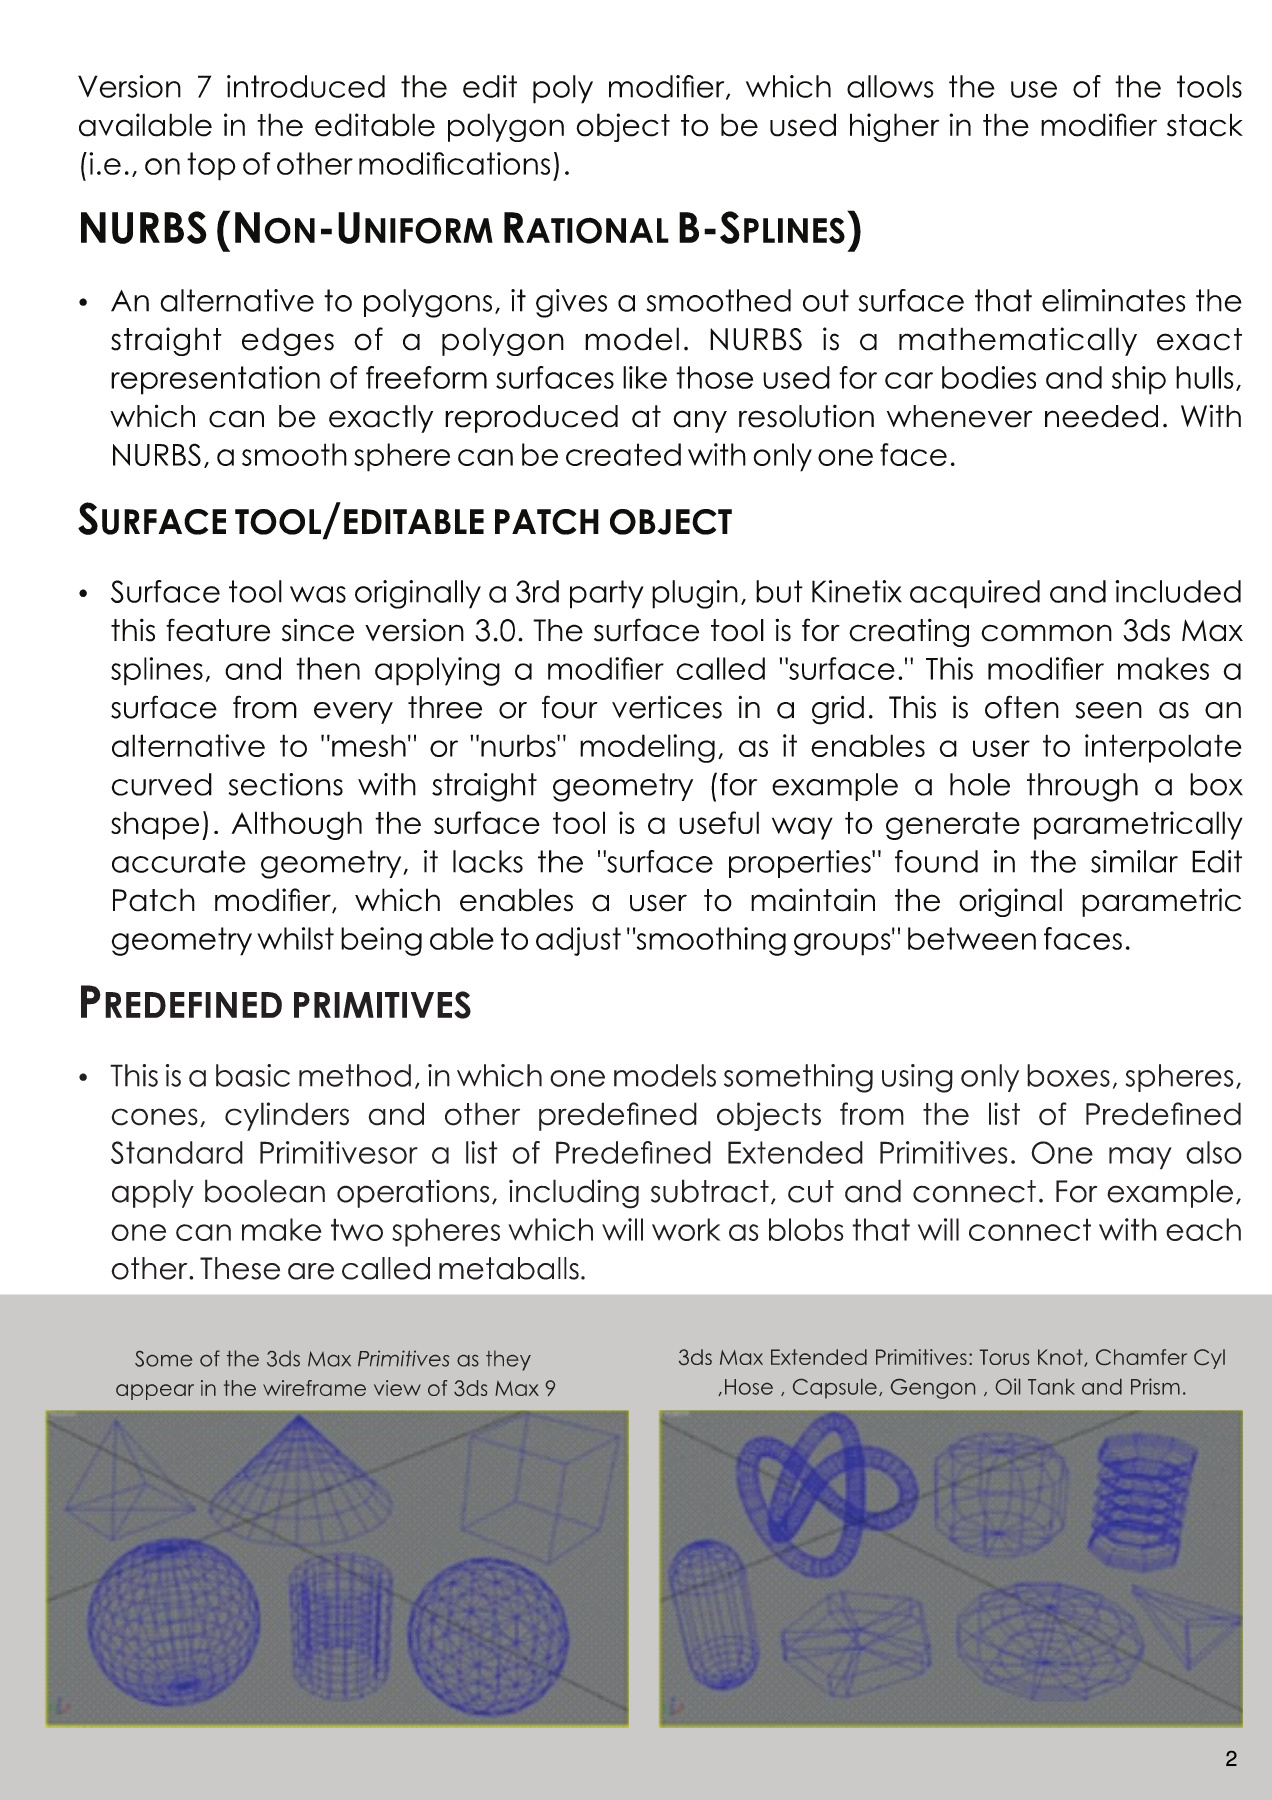 Version 7 introduced the edit poly modifier, which allows the use of the tools
available in the editable polygon object to be used higher in the modifier stack
(i.e., on top of other modifications).
NURBS (Non-Uniform Rational B-Splines)
• An alternative to polygons, it gives a smoothed out surface that eliminates the
straight edges of a polygon model. NURBS is a mathematically exact
representation of freeform surfaces like those used for car bodies and ship hulls,
which can be exactly reproduced at any resolution whenever needed. With
NURBS, a smooth sphere can be created with only one face.
Surface tool/editable patch object
• Surface tool was originally a 3rd party plugin, but Kinetix acquired and included
this feature since version 3.0. The surface tool is for creating common 3ds Max
splines, and then applying a modifier called "surface." This modifier makes a
surface from every three or four vertices in a grid. This is often seen as an
alternative to "mesh" or "nurbs" modeling, as it enables a user to interpolate
curved sections with straight geometry (for example a hole through a box
shape). Although the surface tool is a useful way to generate parametrically
accurate geometry, it lacks the "surface properties" found in the similar Edit
Patch modifier, which enables a user to maintain the original parametric
geometry whilst being able to adjust "smoothing groups" between faces.
Predefined primitives
• This is a basic method, in which one models something using only boxes, spheres,
cones, cylinders and other predefined objects from the list of Predefined
Standard Primitivesor a list of Predefined Extended Primitives. One may also
apply boolean operations, including subtract, cut and connect. For example,
one can make two spheres which will work as blobs that will connect with each
other. These are called metaballs.
Some of the 3ds Max Primitives as they
appear in the wireframe view of 3ds Max 9
3ds Max Extended Primitives: Torus Knot, Chamfer Cyl
,Hose , Capsule, Gengon , Oil Tank and Prism.
2